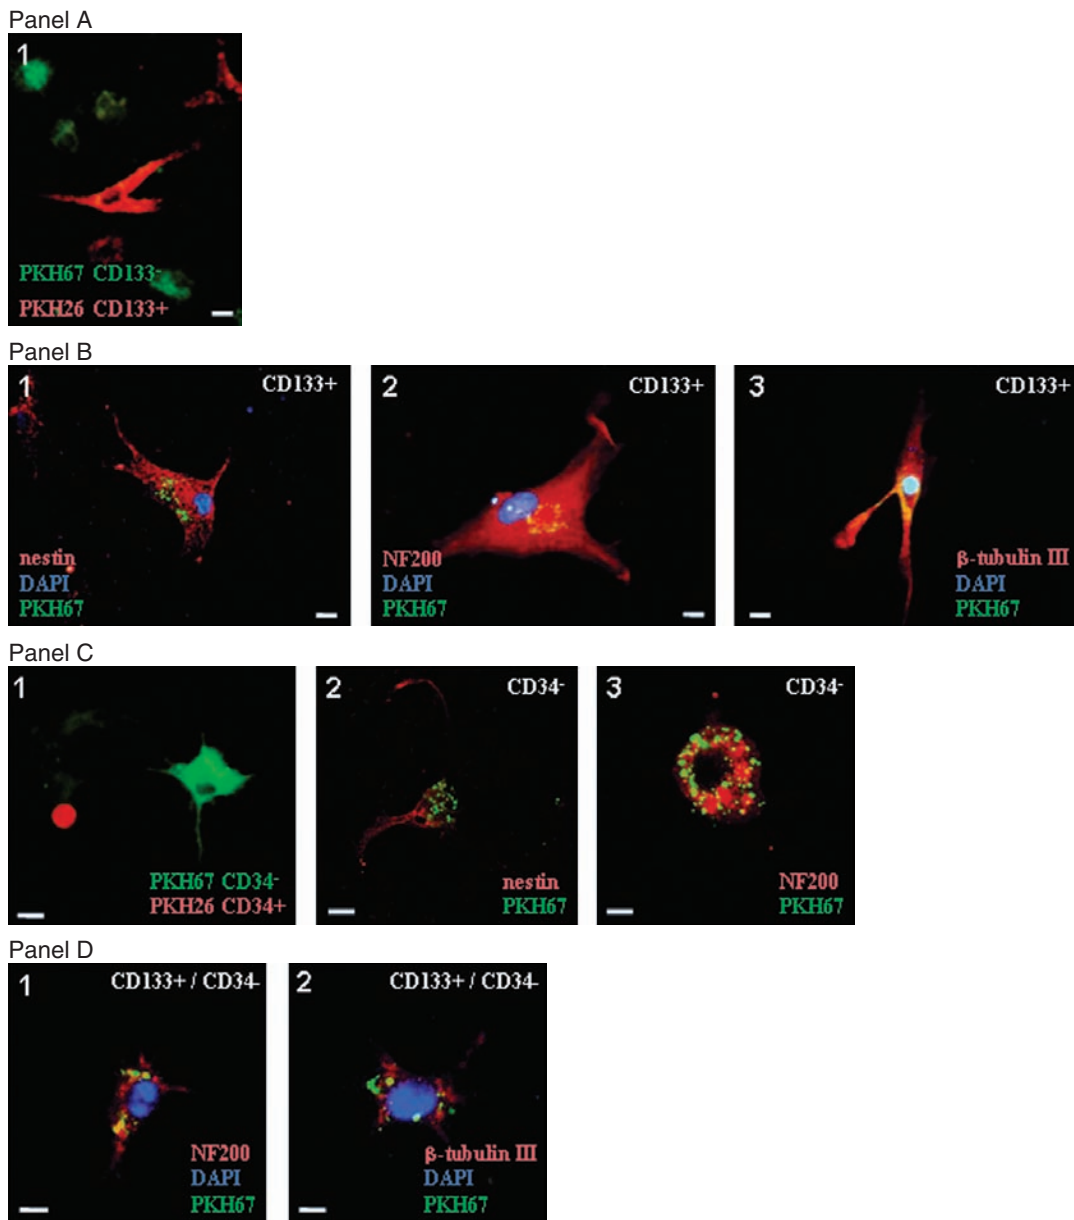 Panel A
1
PKH67 CD133-
PKH26 CD133+
Panel B
1
CD133+
nestin
DAPI
PKH67
2
CD133+
NF200
DAPI
PKH67
3
CD133+
β-tubulin III
DAPI
PKH67
Panel C
1
PKH67 CD34-
PKH26 CD34+
2
CD34-
nestin
PKH67
3
CD34-
NF200
PKH67
Panel D
1
CD133+ / CD34-
NF200
DAPI
PKH67
2
CD133+ / CD34-
β-tubulin III
DAPI
PKH67